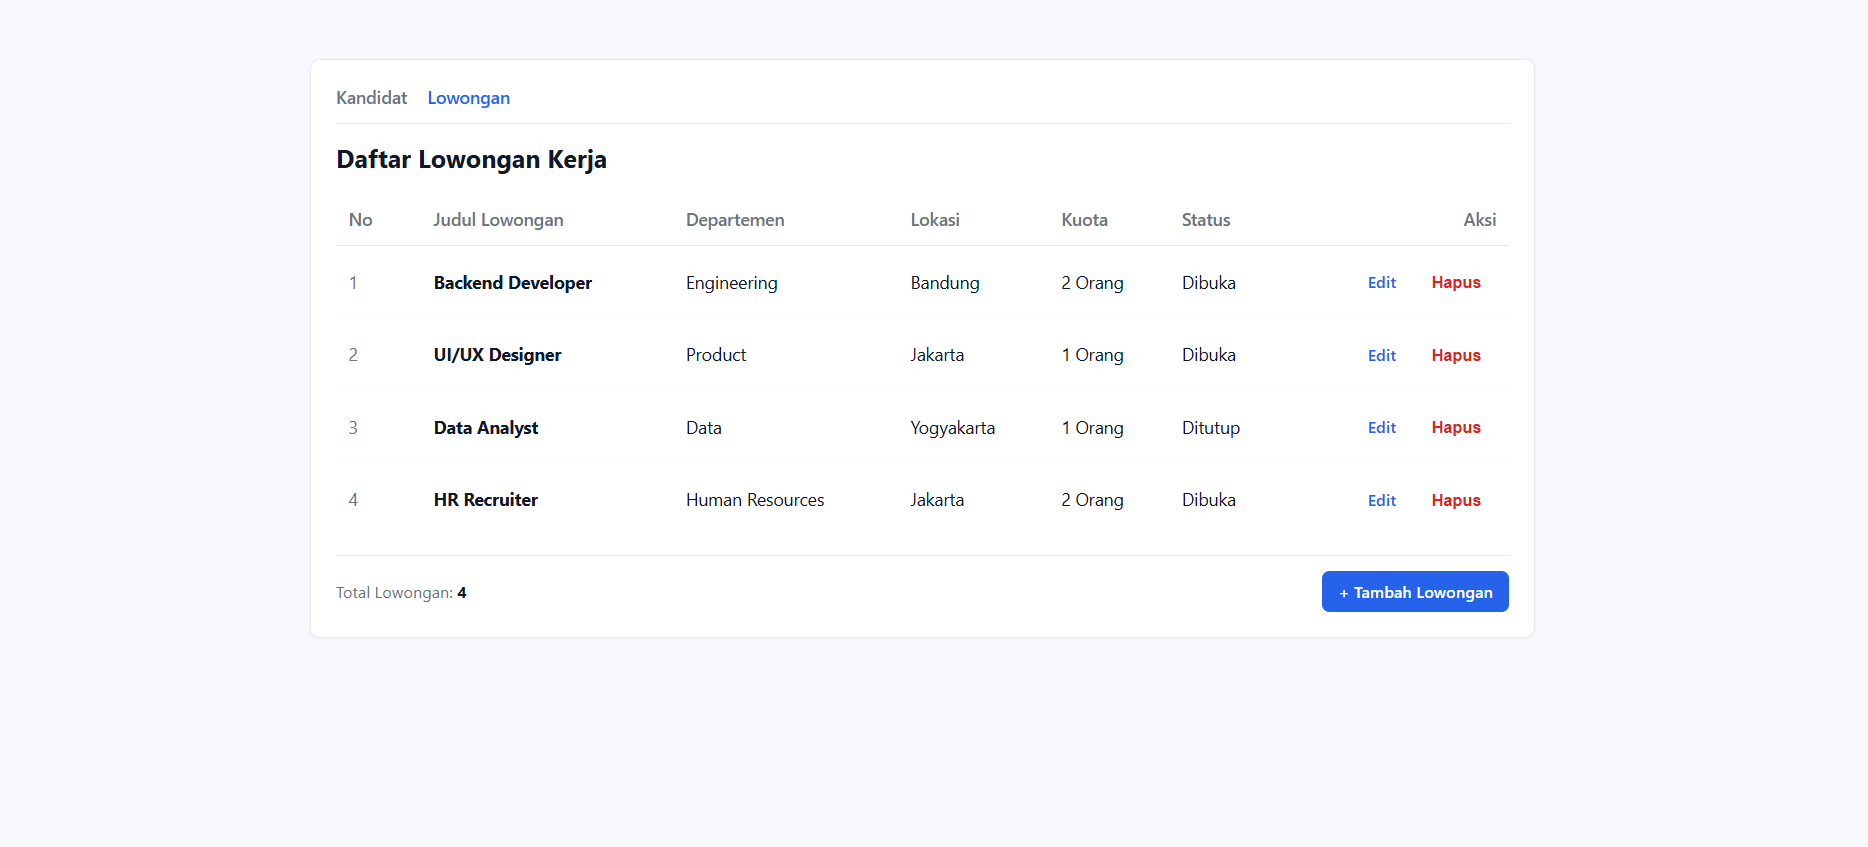 Kandidat Lowongan
Daftar Lowongan Kerja
No Judul Lowongan Departemen Lokasi Kuota Status Aksi
1 Backend Developer Engineering Bandung 2 Orang Dibuka Edit Hapus
2 UI/UX Designer Product Jakarta 1 Orang Dibuka Edit Hapus
3 Data Analyst Data Yogyakarta 1 Orang Ditutup Edit Hapus
4 HR Recruiter Human Resources Jakarta 2 Orang Dibuka Edit Hapus
Total Lowongan: 4 + Tambah Lowongan